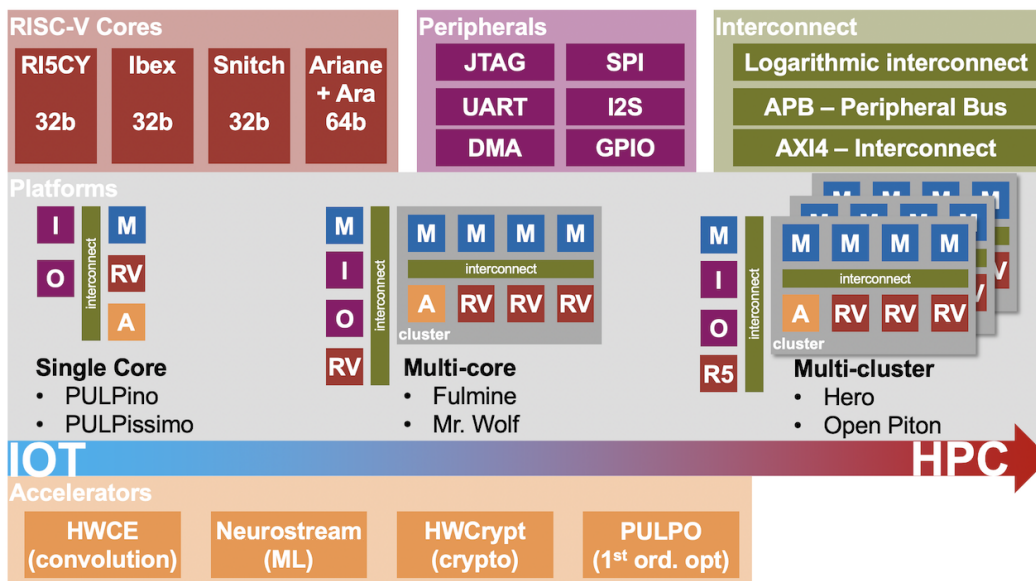 RISC-V Cores
RI5CY
32b
Ibex
32b
Snitch
32b
Ariane
+ Ara
64b
Peripherals
JTAG
SPI
UART
I2S
DMA
GPIO
Interconnect
Logarithmic interconnect
APB – Peripheral Bus
AXI4 – Interconnect
Platforms
I
O
interconnect
M
RV
A
Single Core
• PULPino
• PULPissimo
M
I
O
RV
interconnect
M M M M
interconnect
A RV RV RV
cluster
Multi-core
• Fulmine
• Mr. Wolf
M
I
O
R5
interconnect
M M M M
M M M M
M M M M
interconnect
A RV RV RV
cluster
Multi-cluster
• Hero
• Open Piton
IOT
HPC
Accelerators
HWCE
(convolution)
Neurostream
(ML)
HWCrypt
(crypto)
PULPO
(1st ord. opt)